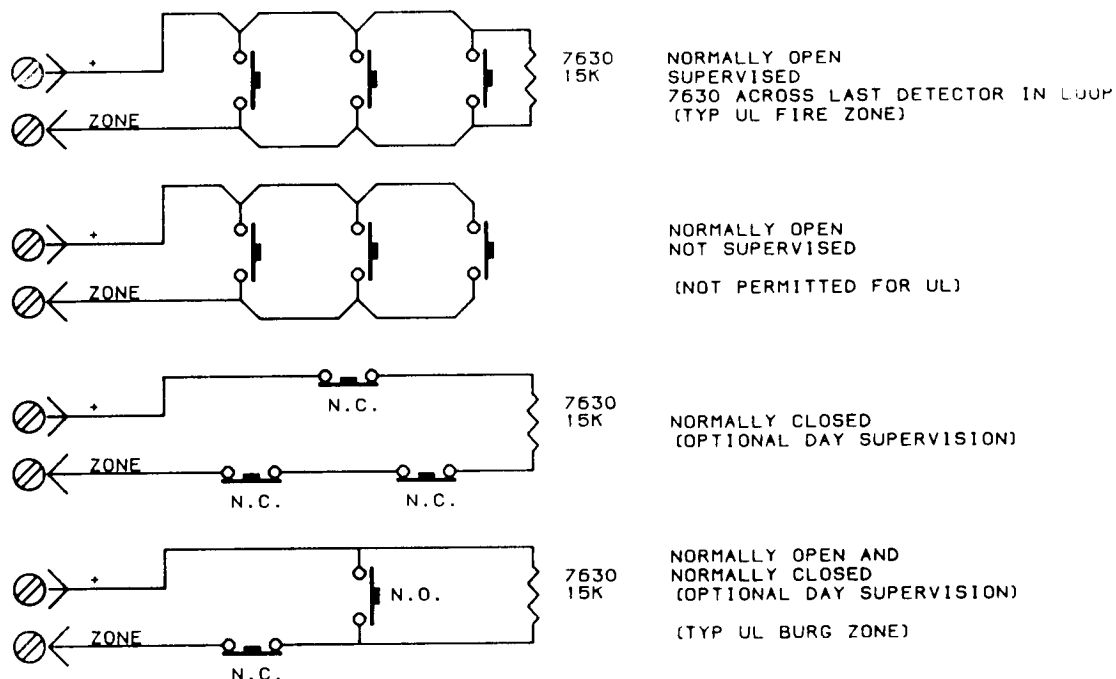 +
ZONE
7630
15K
NORMALLY OPEN
SUPERVISED
7630 ACROSS LAST DETECTOR IN LOOP
(TYP UL FIRE ZONE)
+
ZONE
NORMALLY OPEN
NOT SUPERVISED
(NOT PERMITTED FOR UL)
+
ZONE
N.C.
N.C.
N.C.
7630
15K
NORMALLY CLOSED
(OPTIONAL DAY SUPERVISION)
+
ZONE
N.O.
N.C.
7630
15K
NORMALLY OPEN AND
NORMALLY CLOSED
(OPTIONAL DAY SUPERVISION)
(TYP UL BURG ZONE)